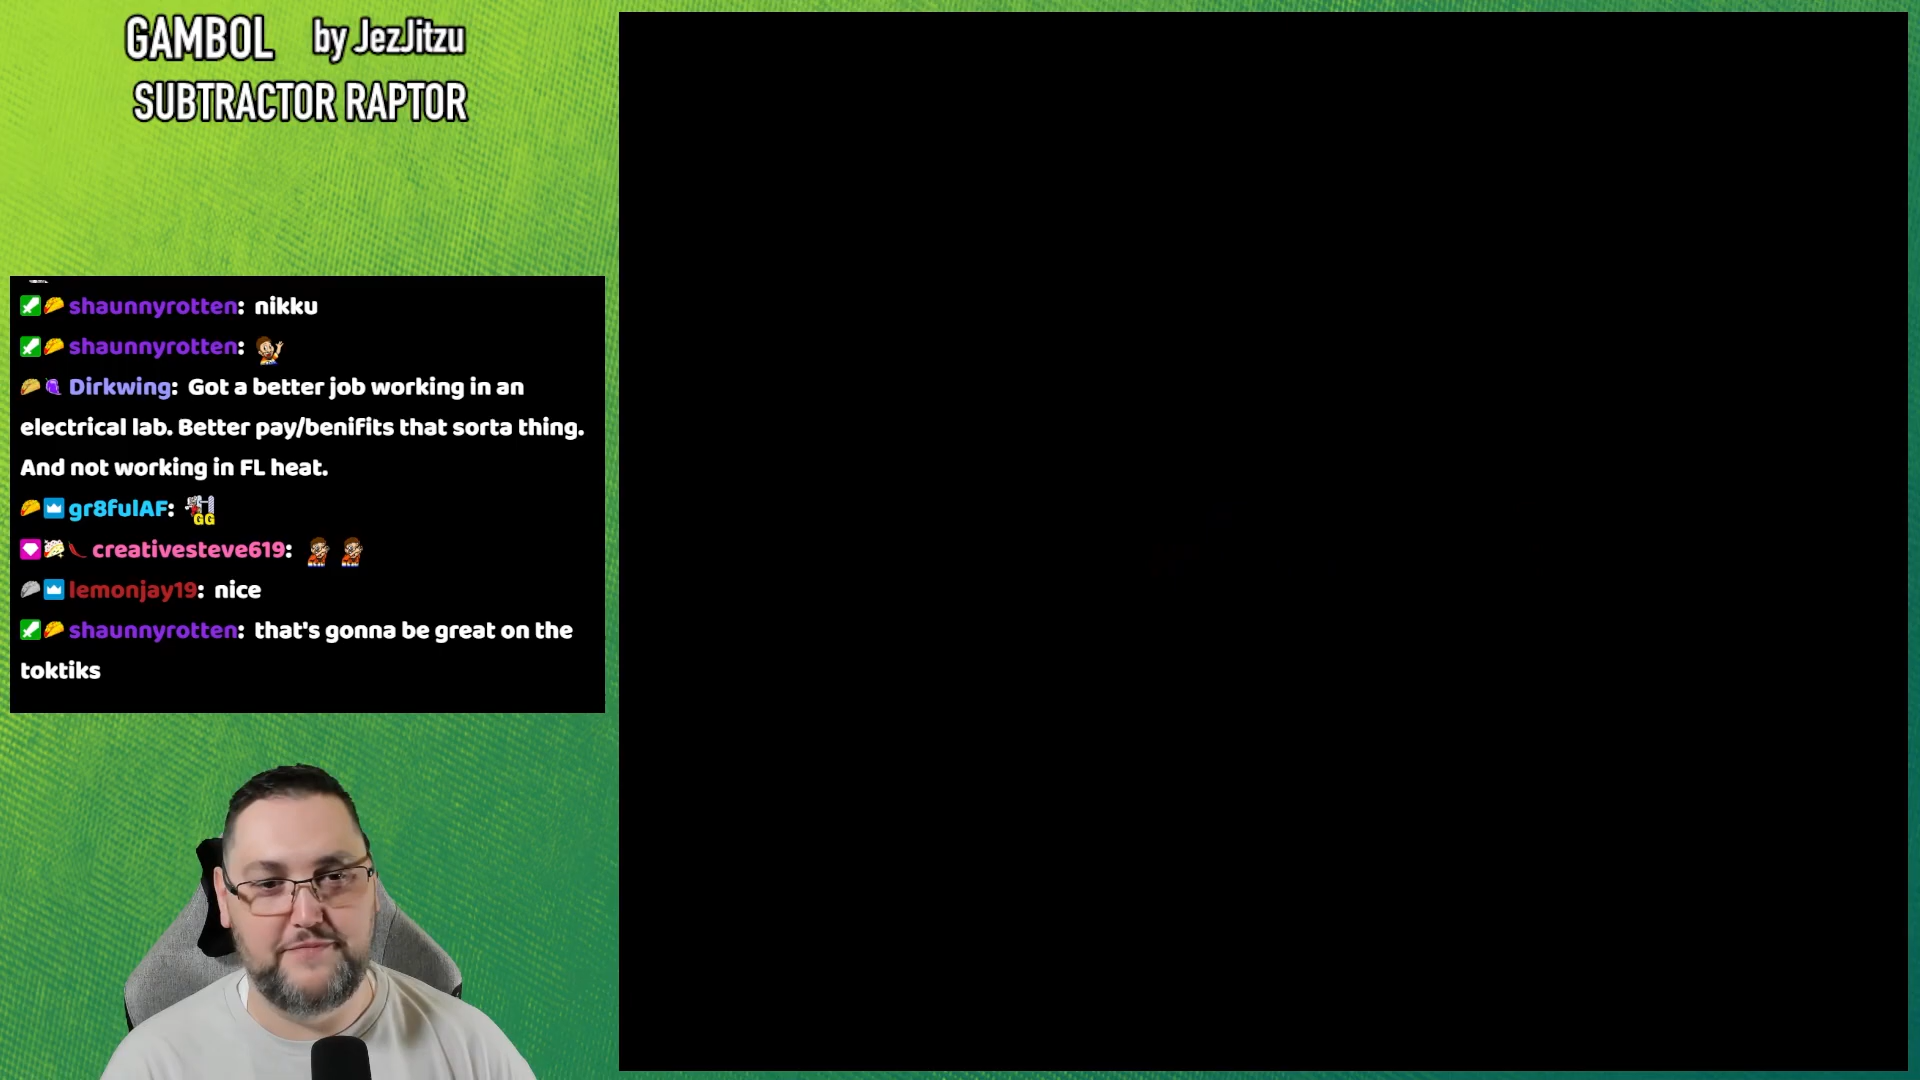 GAMBOL by JezJitzu
SUBTRACTOR RAPTOR
shaunnyrotten: nikku
shaunnyrotten:
Dirkwing: Got a better job working in an
electrical lab. Better pay/benifits that sorta thing.
And not working in FL heat.
gr8fulAF: GG
creativesteve619:
lemonjay19: nice
shaunnyrotten: that's gonna be great on the
toktiks